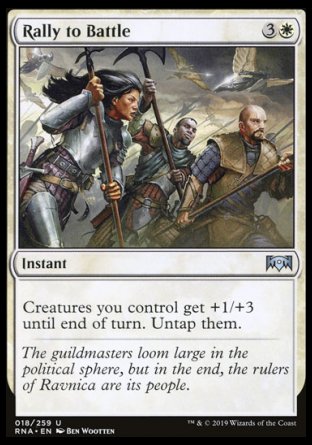 Rally to Battle 3
Instant
Creatures you control get +1/+3
until end of turn. Untap them.
The guildmasters loom large in the
political sphere, but in the end, the rulers
of Ravnica are its people.
018/259 U
RNA • EN Ben Wootten
™ & © 2019 Wizards of the Coast